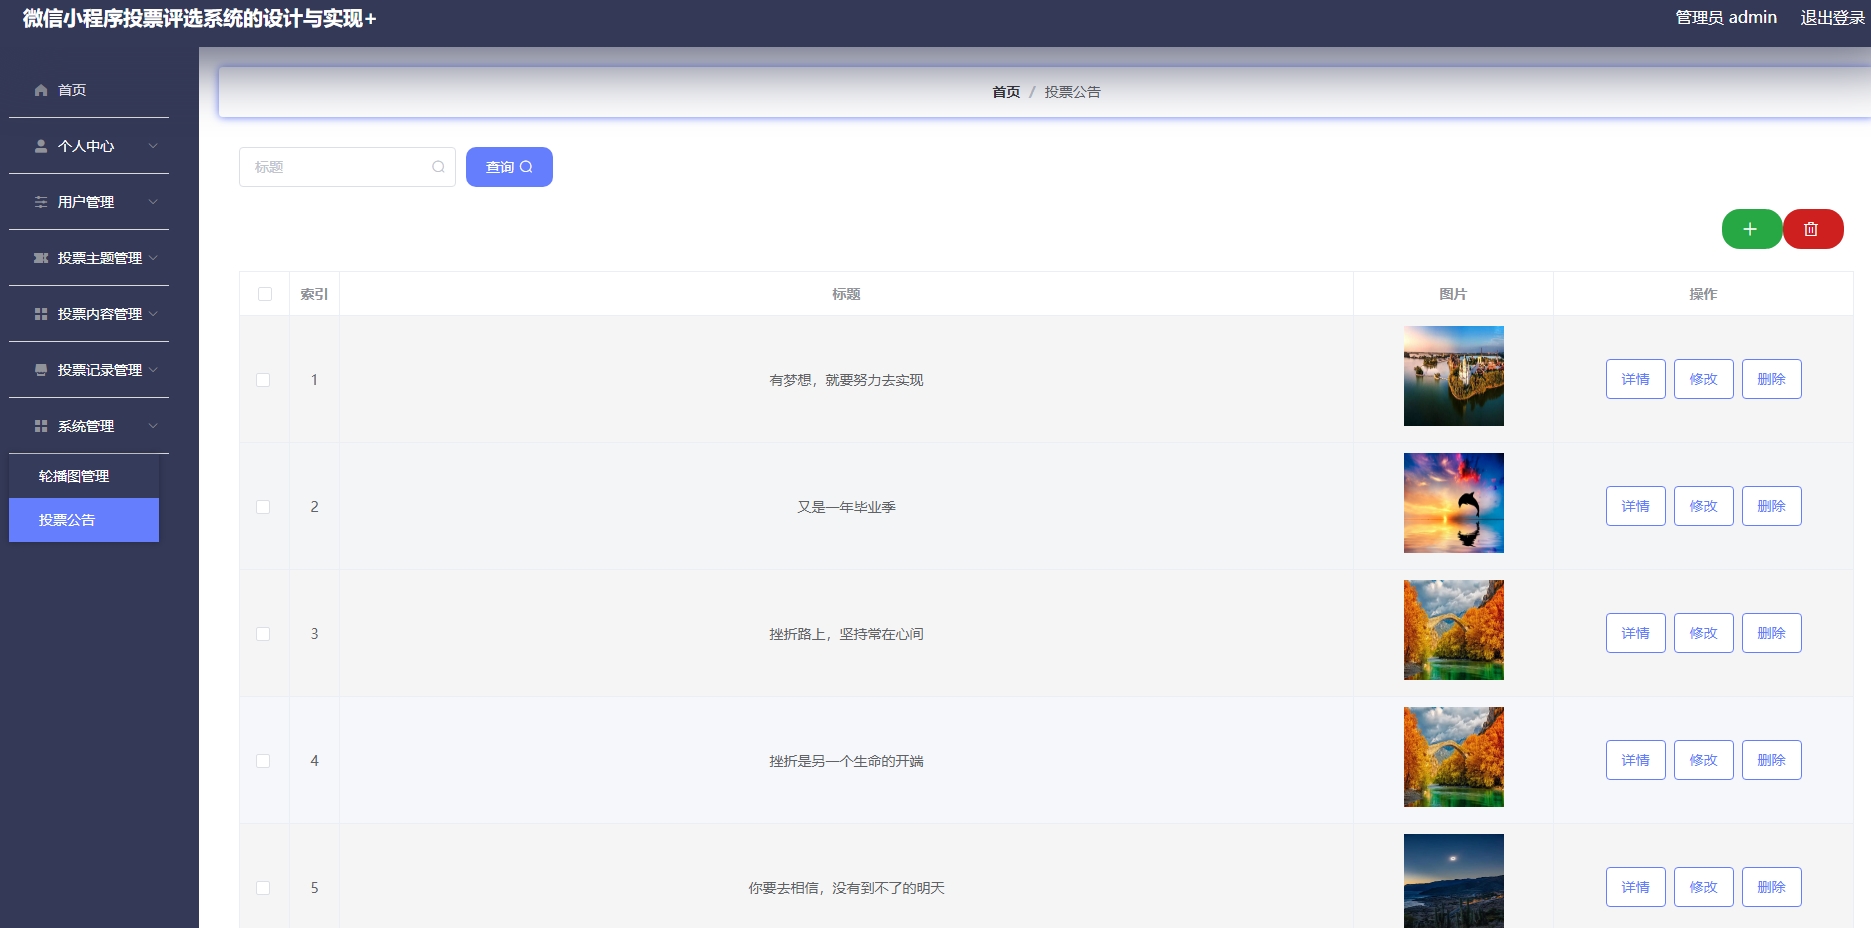 微信小程序投票评选系统的设计与实现+
管理员 admin 退出登录
首页
个人中心
用户管理
投票主题管理
投票内容管理
投票记录管理
系统管理
轮播图管理
投票公告
首页 / 投票公告
标题
查询
索引 标题 图片 操作
1 有梦想，就要努力去实现 详情 修改 删除
2 又是一年毕业季 详情 修改 删除
3 挫折路上，坚持常在心间 详情 修改 删除
4 挫折是另一个生命的开端 详情 修改 删除
5 你要去相信，没有到不了的明天 详情 修改 删除